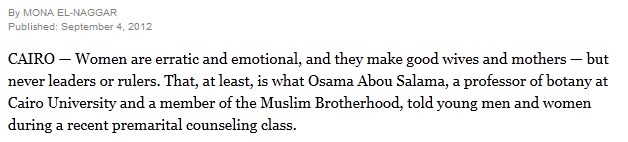 By MONA EL-NAGGAR
Published: September 4, 2012
CAIRO — Women are erratic and emotional, and they make good wives and mothers — but
never leaders or rulers. That, at least, is what Osama Abou Salama, a professor of botany at
Cairo University and a member of the Muslim Brotherhood, told young men and women
during a recent premarital counseling class.